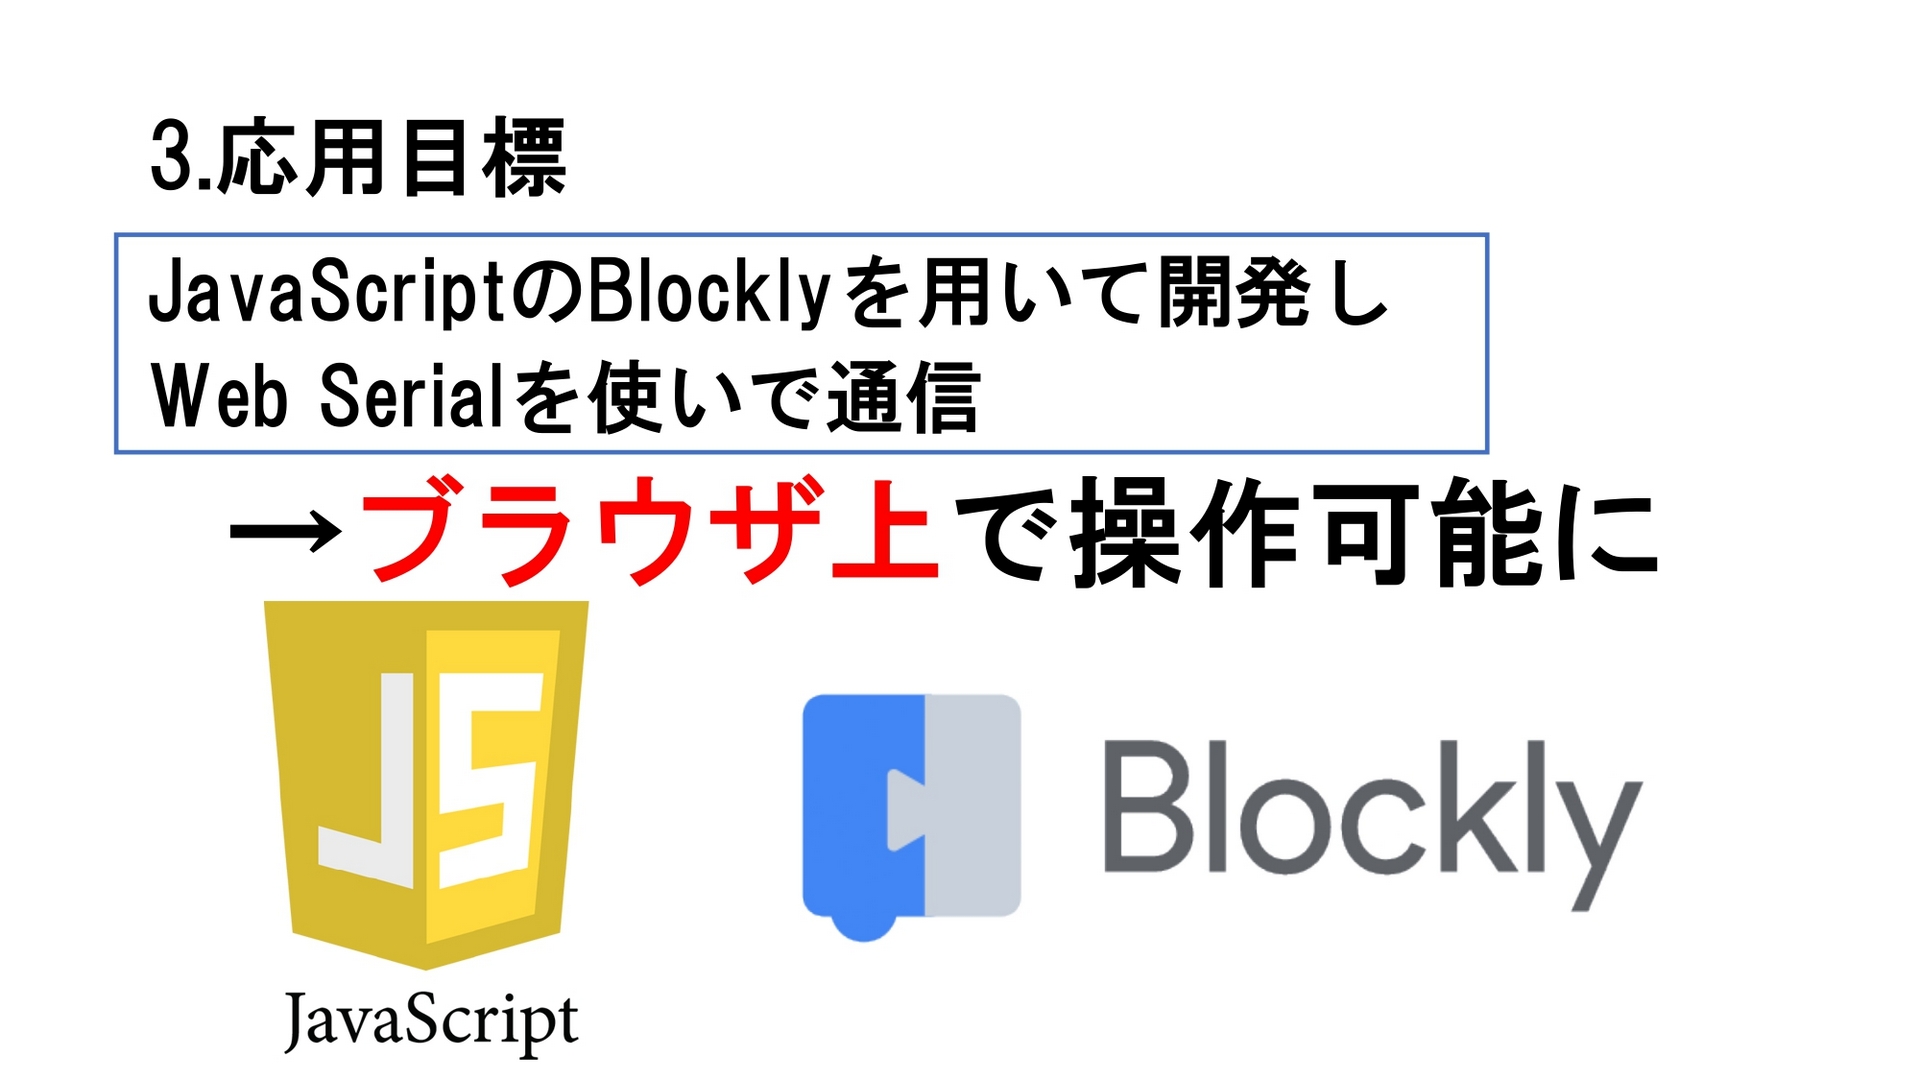 3.応用目標
JavaScriptのBlocklyを用いて開発し
Web Serialを使いで通信
→ブラウザ上で操作可能に
JS
Blockly
JavaScript